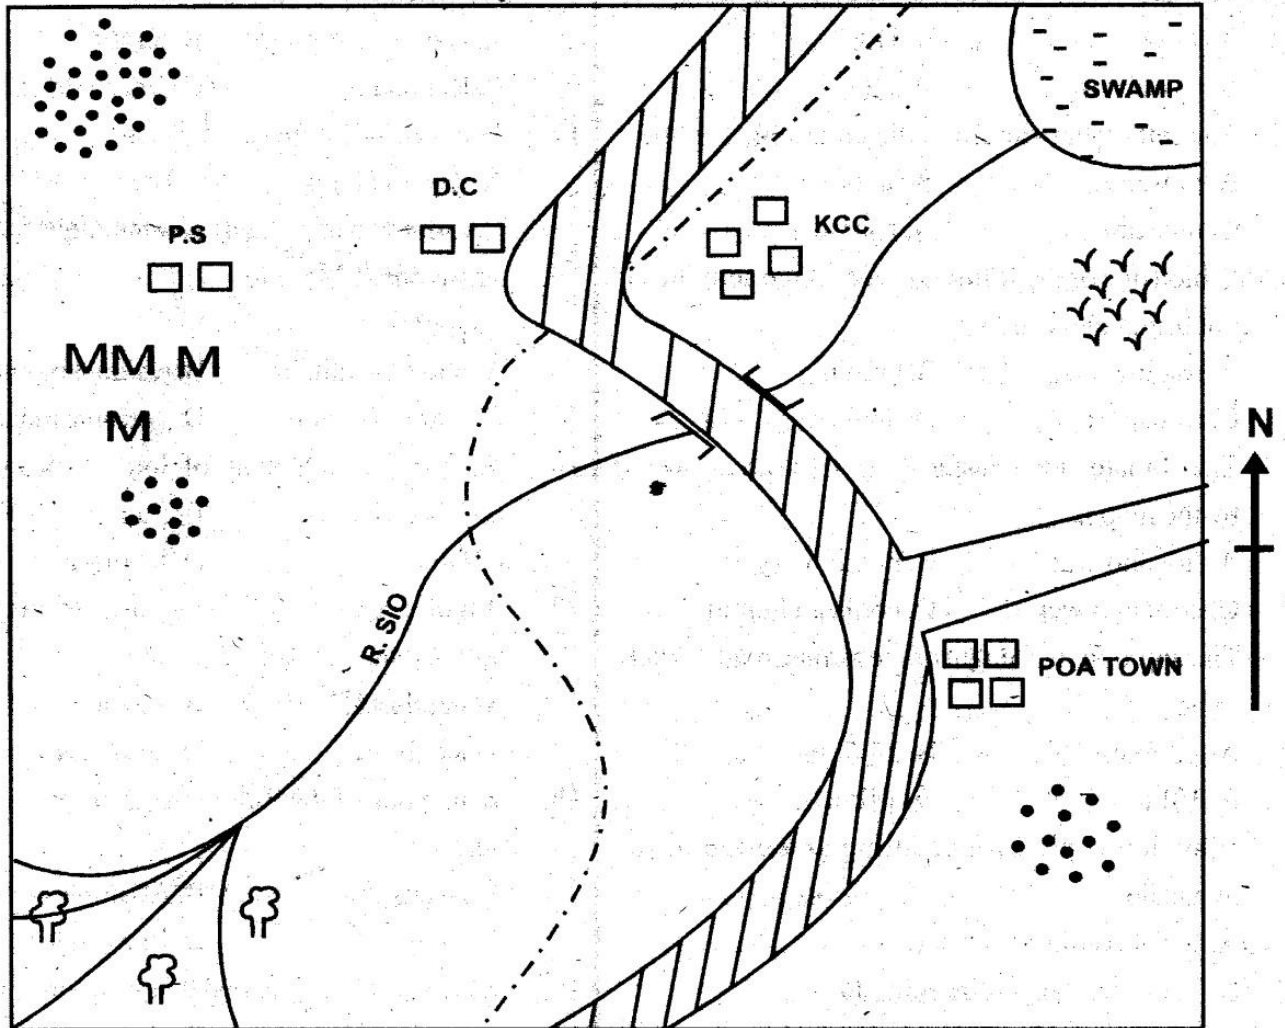 SWAMP
D.C
KCC
P.S
MM M
M
N
R. SIO
POA TOWN